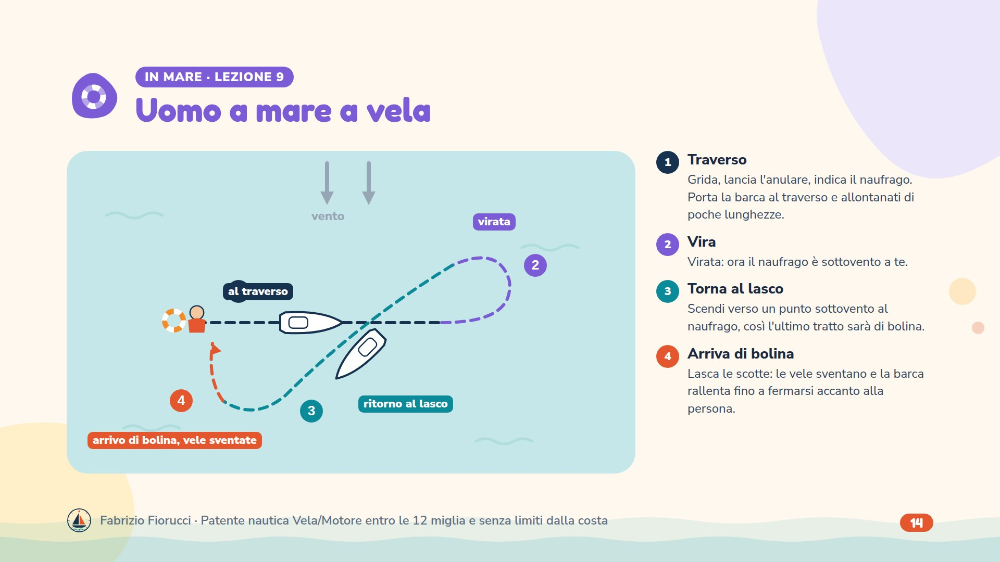 IN MARE · LEZIONE 9
Uomo a mare a vela
vento
virata
2
al traverso
4
3
ritorno al lasco
arrivo di bolina, vele sventate
1
Traverso
Grida, lancia l'anulare, indica il naufrago.
Porta la barca al traverso e allontanati di
poche lunghezze.
2
Vira
Virata: ora il naufrago è sottovento a te.
3
Torna al lasco
Scendi verso un punto sottovento al
naufrago, così l'ultimo tratto sarà di bolina.
4
Arriva di bolina
Lasca le scotte: le vele sventano e la barca
rallenta fino a fermarsi accanto alla
persona.
Fabrizio Fiorucci · Patente nautica Vela/Motore entro le 12 miglia e senza limiti dalla costa
14